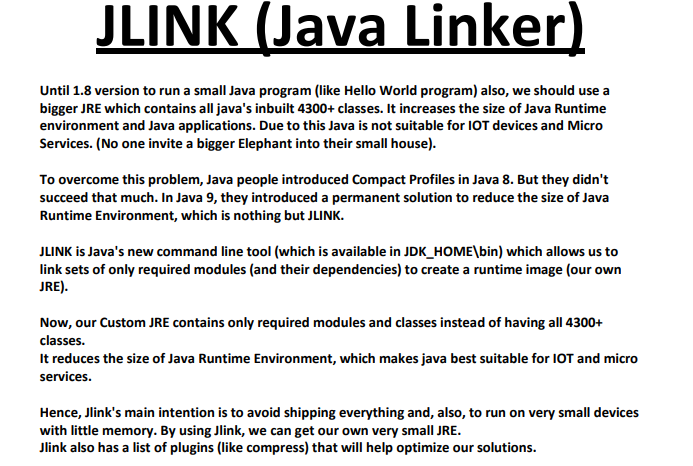 JLINK (Java Linker)
Until 1.8 version to run a small Java program (like Hello World program) also, we should use a
bigger JRE which contains all java's inbuilt 4300+ classes. It increases the size of Java Runtime
environment and Java applications. Due to this Java is not suitable for IOT devices and Micro
Services. (No one invite a bigger Elephant into their small house).
To overcome this problem, Java people introduced Compact Profiles in Java 8. But they didn't
succeed that much. In Java 9, they introduced a permanent solution to reduce the size of Java
Runtime Environment, which is nothing but JLINK.
JLINK is Java's new command line tool (which is available in JDK_HOME\bin) which allows us to
link sets of only required modules (and their dependencies) to create a runtime image (our own
JRE).
Now, our Custom JRE contains only required modules and classes instead of having all 4300+
classes.
It reduces the size of Java Runtime Environment, which makes java best suitable for IOT and micro
services.
Hence, Jlink's main intention is to avoid shipping everything and, also, to run on very small devices
with little memory. By using Jlink, we can get our own very small JRE.
Jlink also has a list of plugins (like compress) that will help optimize our solutions.